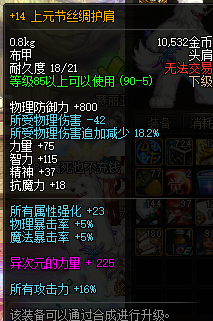 +14 上元节丝绸护肩
0.8kg 10,532金币
布甲 头肩
耐久度 18/21 无法交易
等级85以上可以使用 (90-5) 下级
物理防御力 +800
所受物理伤害 -42
所受物理伤害追加减少 18.2%
力量 +75
智力 +115
精神 +37
抗魔力 +18
所有属性强化 +23
物理暴击率 +5%
魔法暴击率 +5%
异次元的力量 + 225
所有攻击力 +16%
该装备可以通过合成进行升级。